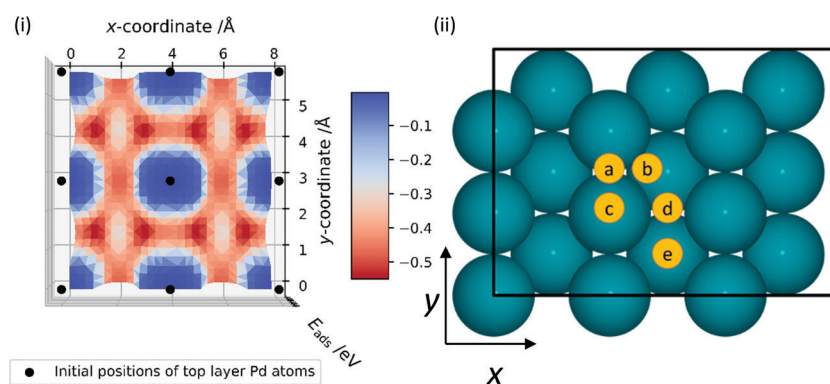 (i)
x-coordinate /Å
0 2 4 6 8
5
4
3
2
1
0
y-coordinate /Å
E_ads /eV
−0.1
−0.2
−0.3
−0.4
−0.5
Initial positions of top layer Pd atoms
(ii)
a b
c d
e
y
x